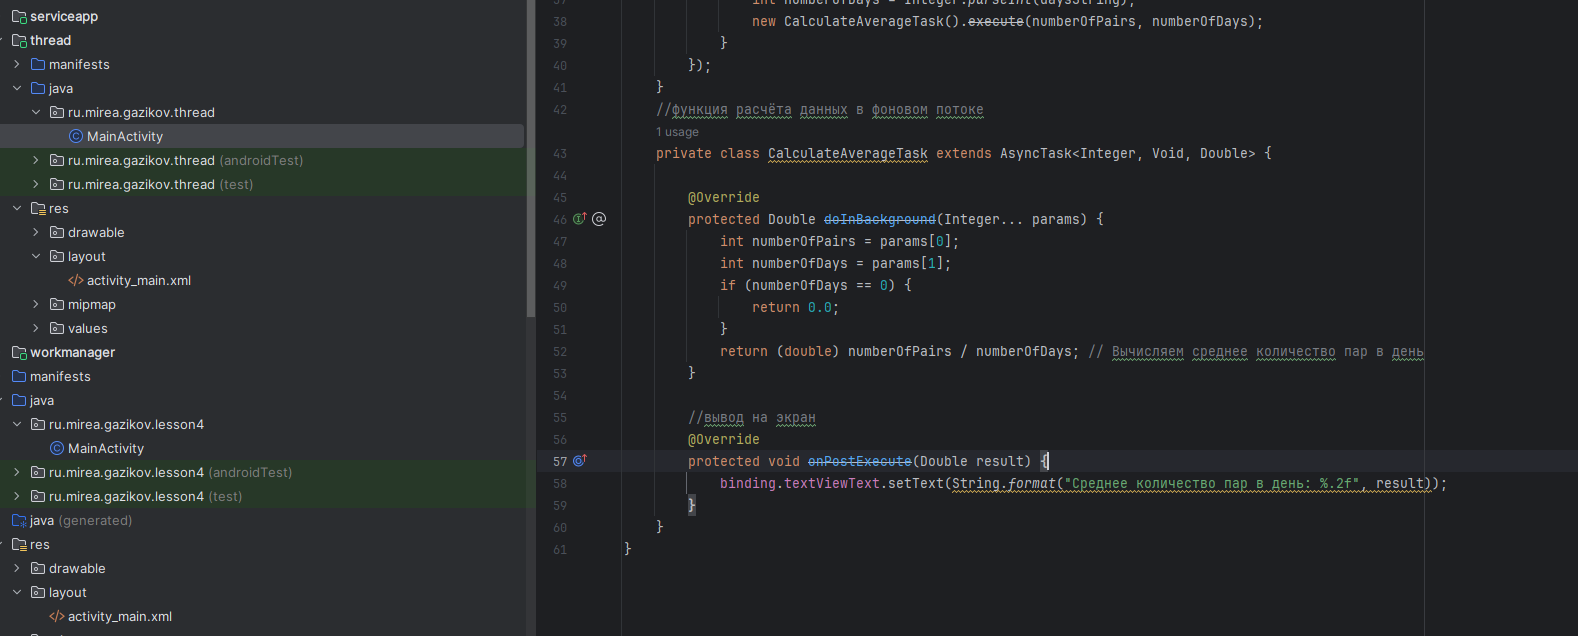 serviceapp
thread
manifests
java
ru.mirea.gazikov.thread
MainActivity
ru.mirea.gazikov.thread (androidTest)
ru.mirea.gazikov.thread (test)
res
drawable
layout
activity_main.xml
mipmap
values
workmanager
manifests
java
ru.mirea.gazikov.lesson4
MainActivity
ru.mirea.gazikov.lesson4 (androidTest)
ru.mirea.gazikov.lesson4 (test)
java (generated)
res
drawable
layout
activity_main.xml
37 int numberOfDays = Integer.parseInt(daysString);
38 new CalculateAverageTask().execute(numberOfPairs, numberOfDays);
39 }
40 });
41 }
42 //функция расчёта данных в фоновом потоке
1 usage
43 private class CalculateAverageTask extends AsyncTask<Integer, Void, Double> {
44
45 @Override
46 protected Double doInBackground(Integer... params) {
47 int numberOfPairs = params[0];
48 int numberOfDays = params[1];
49 if (numberOfDays == 0) {
50 return 0.0;
51 }
52 return (double) numberOfPairs / numberOfDays; // Вычисляем среднее количество пар в день
53 }
54
55 //вывод на экран
56 @Override
57 protected void onPostExecute(Double result) {
58 binding.textViewText.setText(String.format("Среднее количество пар в день: %.2f", result));
59 }
60 }
61 }